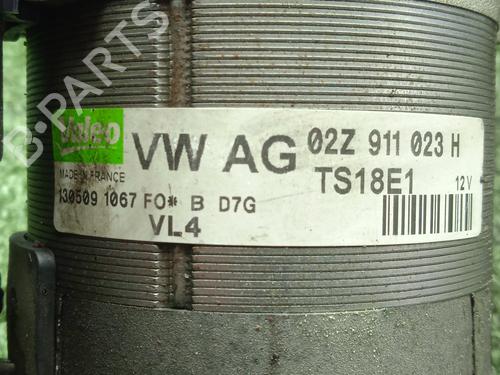 Valeo
MADE IN FRANCE
VW AG
02Z 911 023 H
TS18E1
12V
130509 1067 FO* B D7G
VL4
B-PARTS